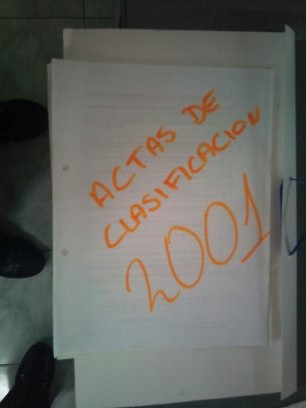 ACTAS DE
CLASIFICACION
2001